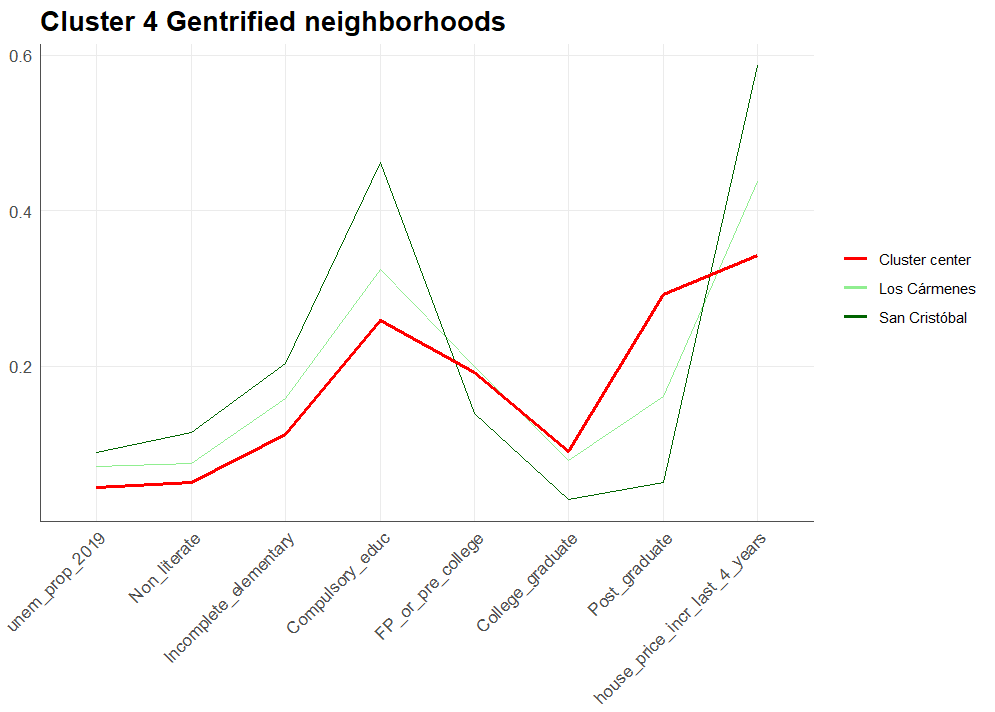 Cluster 4 Gentrified neighborhoods
0.6
0.4
0.2
unem_prop_2019
Non_literate
Incomplete_elementary
Compulsory_educ
FP_or_pre_college
College_graduate
Post_graduate
house_price_incr_last_4_years
Cluster center
Los Cármenes
San Cristóbal